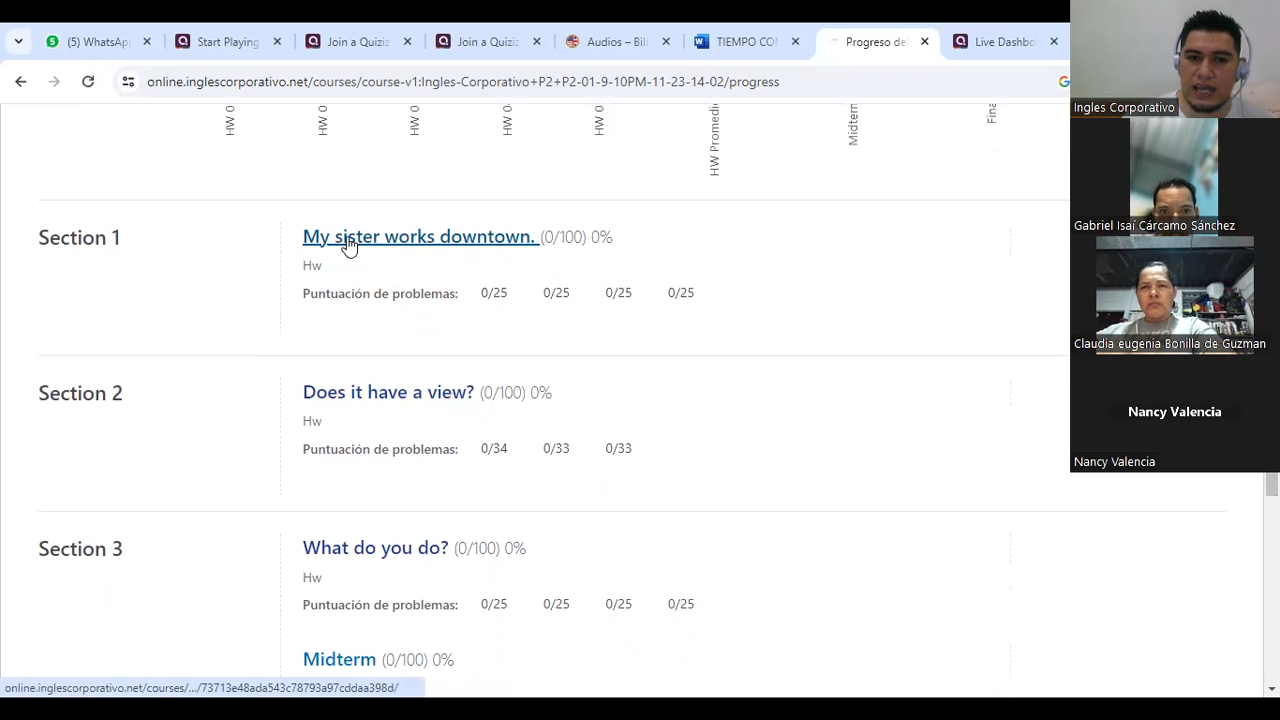 (5) WhatsAp
Start Playing
Join a Quiziz
Join a Quiziz
Audios – Bili
TIEMPO CON
Progreso de
Live Dashbo
online.inglescorporativo.net/courses/course-v1:Ingles-Corporativo+P2+P2-01-9-10PM-11-23-14-02/progress
HW 0
HW 0
HW 0
HW 0
HW 0
HW Promedio
Midterm
Fina
Section 1
My sister works downtown. (0/100) 0%
Hw
Puntuación de problemas: 0/25 0/25 0/25 0/25
Section 2
Does it have a view? (0/100) 0%
Hw
Puntuación de problemas: 0/34 0/33 0/33
Section 3
What do you do? (0/100) 0%
Hw
Puntuación de problemas: 0/25 0/25 0/25 0/25
Midterm (0/100) 0%
online.inglescorporativo.net/courses/.../73713e48ada543c78793a97cddaa398d/
Ingles Corporativo
Gabriel Isaí Cárcamo Sánchez
Claudia eugenia Bonilla de Guzman
Nancy Valencia
Nancy Valencia